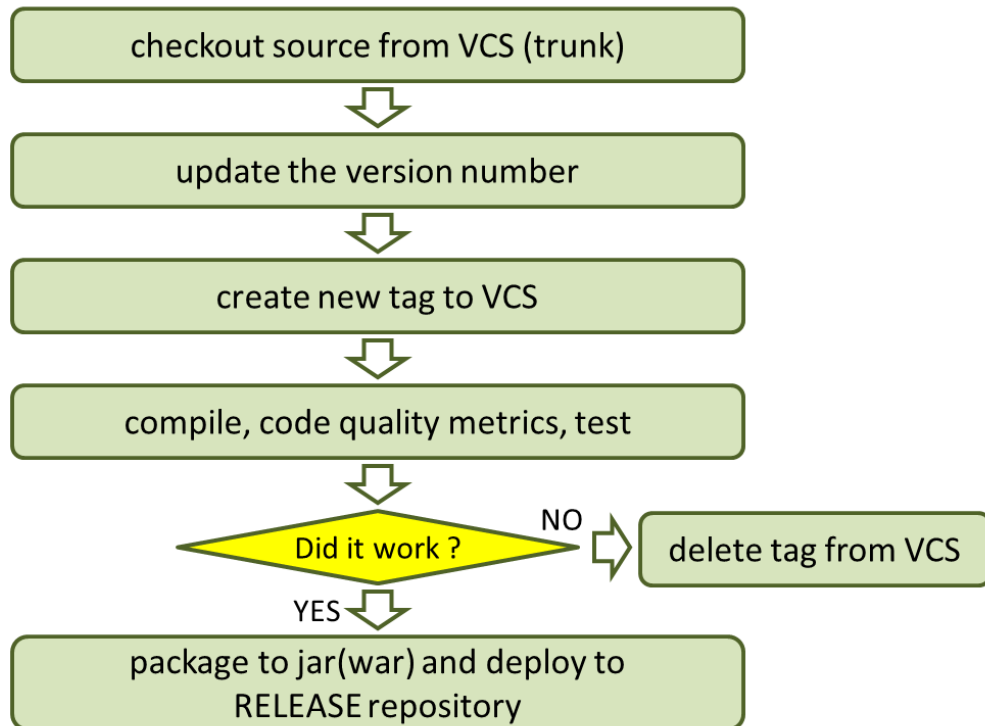 checkout source from VCS (trunk)
update the version number
create new tag to VCS
compile, code quality metrics, test
Did it work ?
NO
delete tag from VCS
YES
package to jar(war) and deploy to
RELEASE repository